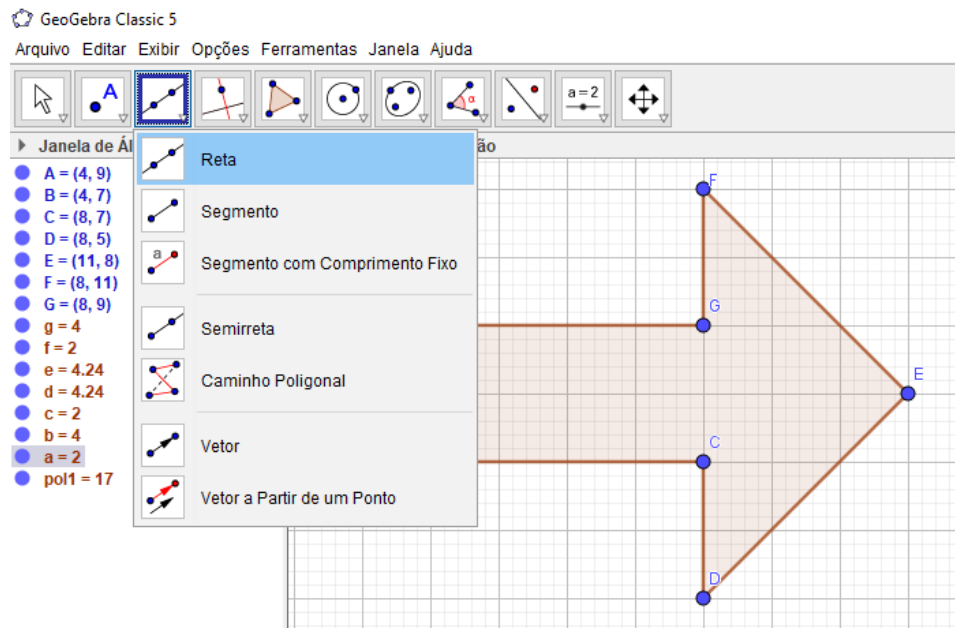 GeoGebra Classic 5
Arquivo Editar Exibir Opções Ferramentas Janela Ajuda
A
α
a=2
Janela de Ál
ão
A = (4, 9)
B = (4, 7)
C = (8, 7)
D = (8, 5)
E = (11, 8)
F = (8, 11)
G = (8, 9)
g = 4
f = 2
e = 4.24
d = 4.24
c = 2
b = 4
a = 2
pol1 = 17
Reta
Segmento
a
Segmento com Comprimento Fixo
Semirreta
Caminho Poligonal
Vetor
Vetor a Partir de um Ponto
F
G
E
C
D